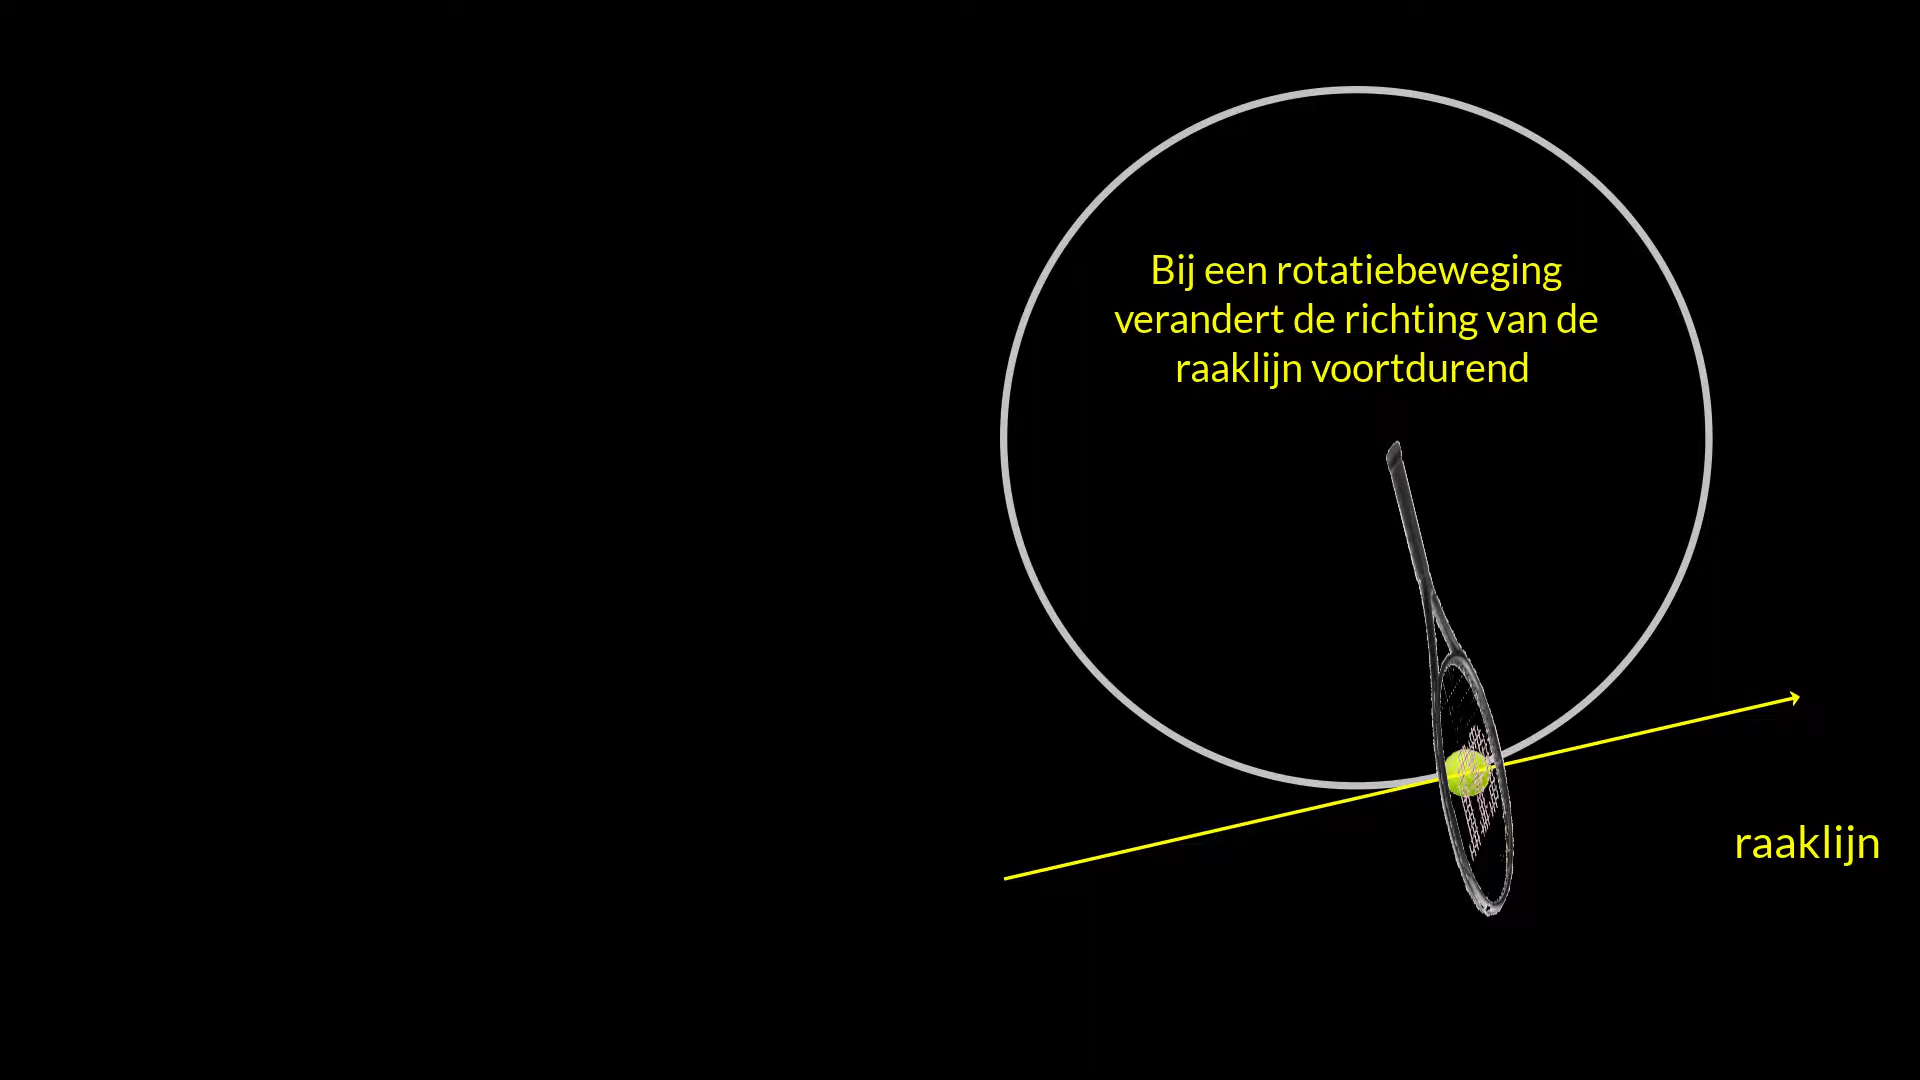 Bij een rotatiebeweging
verandert de richting van de
raaklijn voortdurend
raaklijn